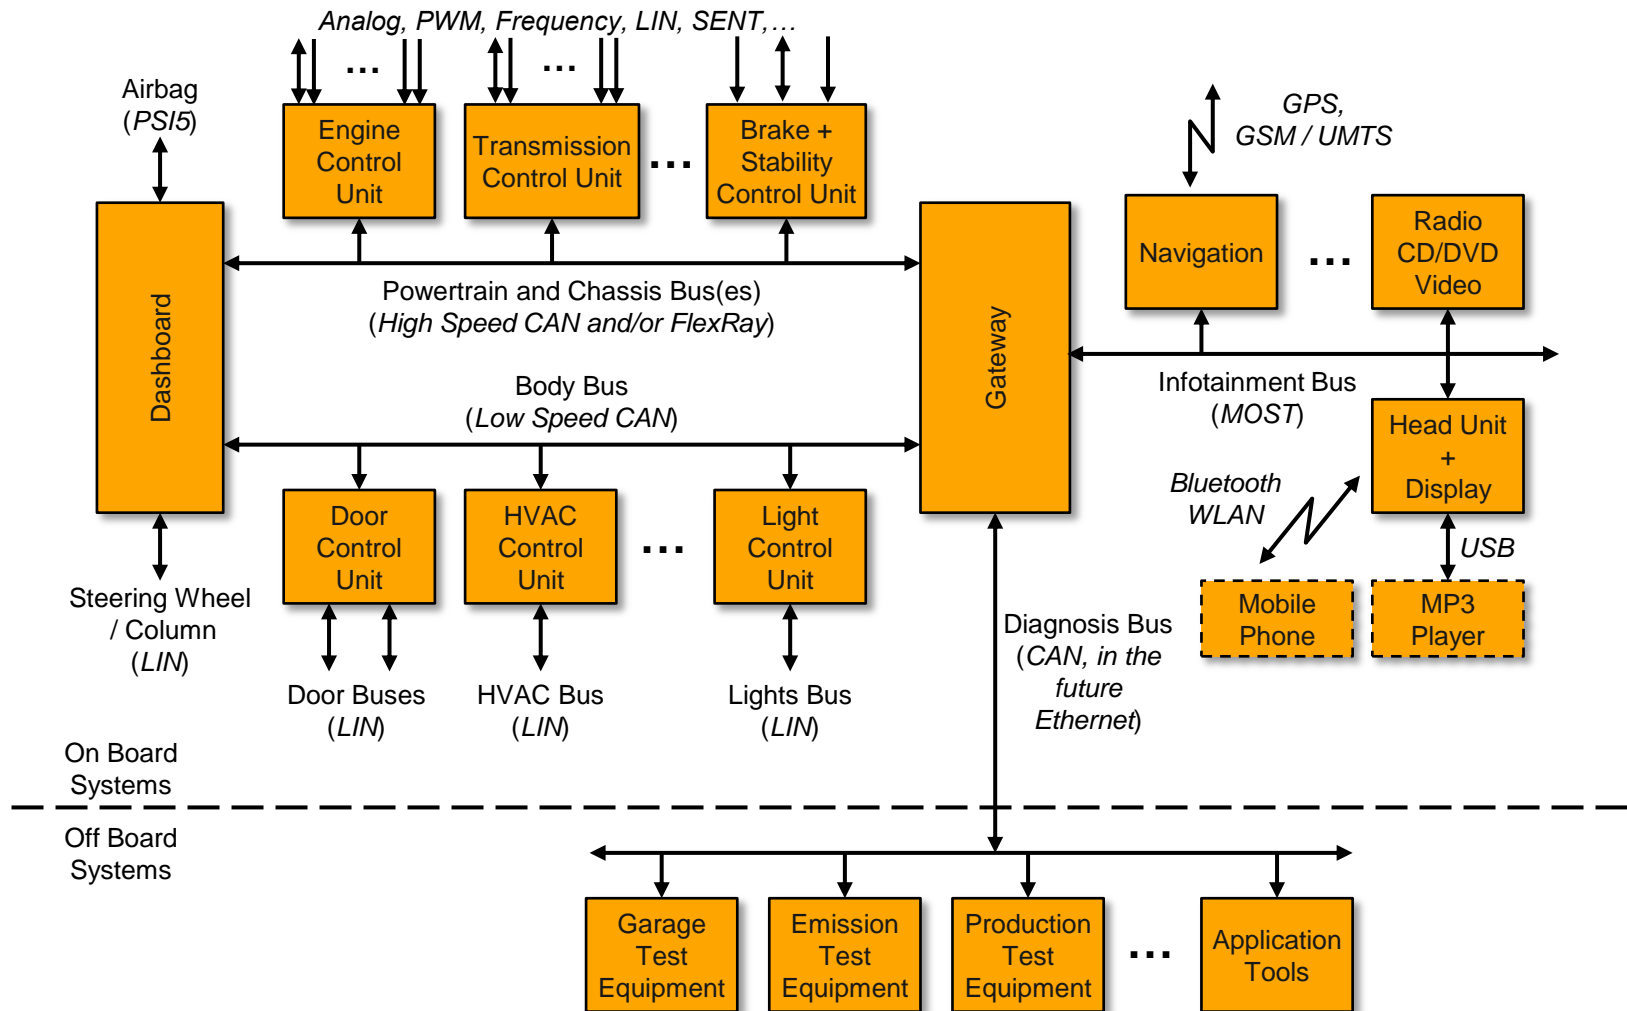 Analog, PWM, Frequency, LIN, SENT,...
Airbag
(PSI5)
Engine
Control
Unit
...
Transmission
Control Unit
...
...
Brake +
Stability
Control Unit
GPS,
GSM / UMTS
Dashboard
Gateway
Navigation
...
Radio
CD/DVD
Video
Powertrain and Chassis Bus(es)
(High Speed CAN and/or FlexRay)
Infotainment Bus
(MOST)
Body Bus
(Low Speed CAN)
Head Unit
+
Display
Bluetooth
WLAN
USB
Door
Control
Unit
HVAC
Control
Unit
...
Light
Control
Unit
Mobile
Phone
MP3
Player
Steering Wheel
/ Column
(LIN)
Door Buses
(LIN)
HVAC Bus
(LIN)
Lights Bus
(LIN)
Diagnosis Bus
(CAN, in the
future
Ethernet)
On Board
Systems
Off Board
Systems
Garage
Test
Equipment
Emission
Test
Equipment
Production
Test
Equipment
...
Application
Tools